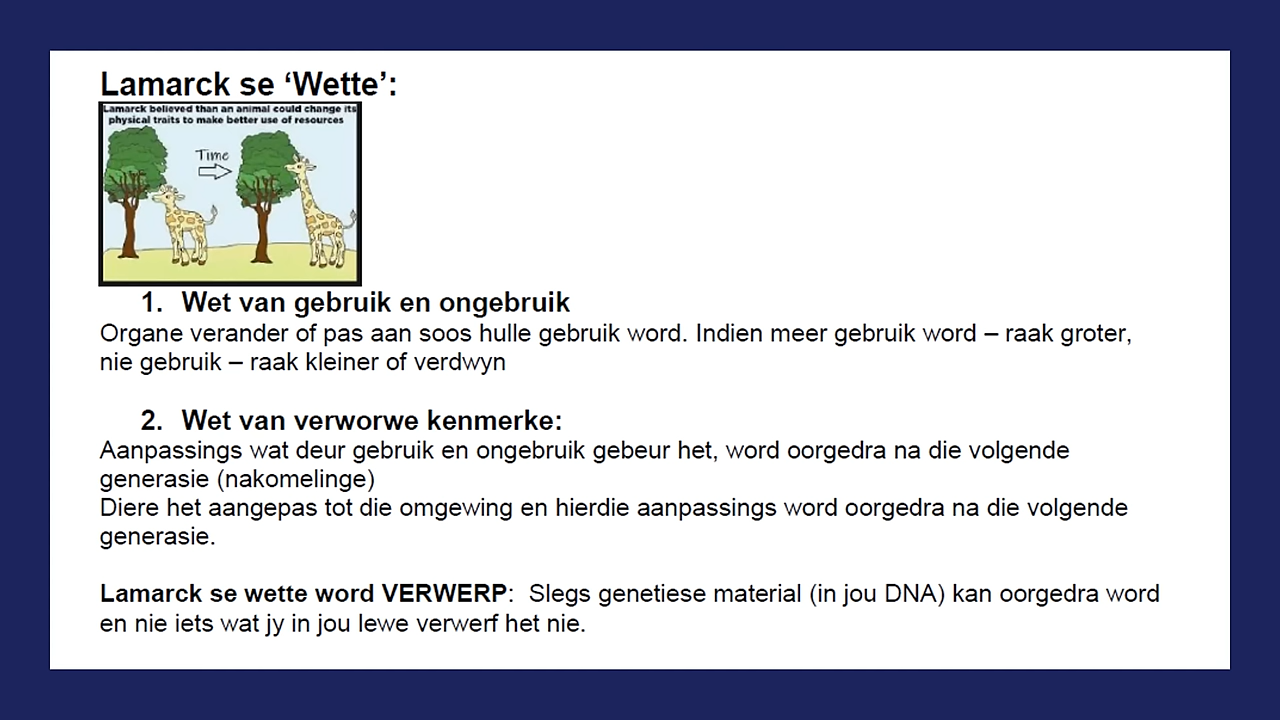 Lamarck se ‘Wette’:
Lamarck believed than an animal could change its
physical traits to make better use of resources
Time
1. Wet van gebruik en ongebruik
Organe verander of pas aan soos hulle gebruik word. Indien meer gebruik word – raak groter,
nie gebruik – raak kleiner of verdwyn
2. Wet van verworwe kenmerke:
Aanpassings wat deur gebruik en ongebruik gebeur het, word oorgedra na die volgende
generasie (nakomelinge)
Diere het aangepas tot die omgewing en hierdie aanpassings word oorgedra na die volgende
generasie.
Lamarck se wette word VERWERP: Slegs genetiese material (in jou DNA) kan oorgedra word
en nie iets wat jy in jou lewe verwerf het nie.